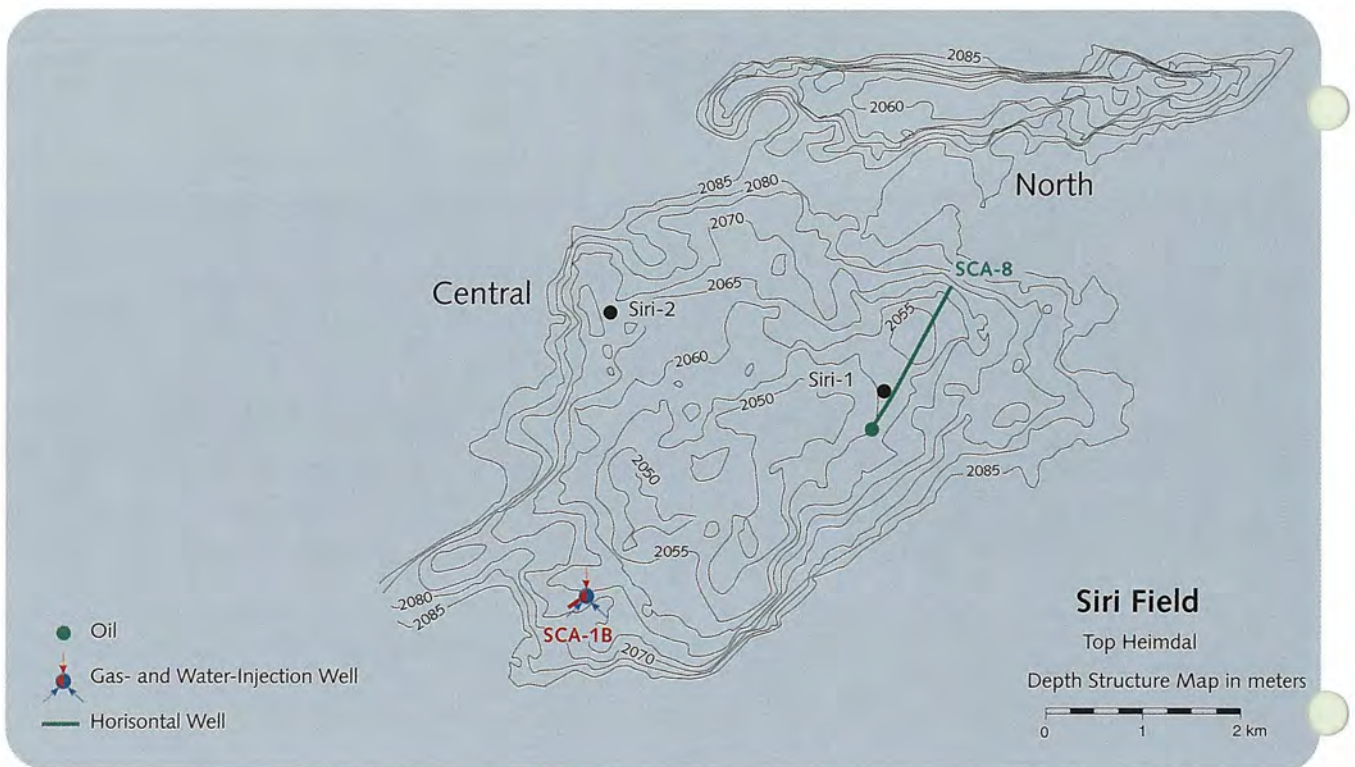 2085
2060
North
2085
2080
2070
SCA-8
Central
2065
Siri-2
2055
2060
Siri-1
2050
2050
2085
2055
2080
2085
SCA-1B
2070
Oil
Gas- and Water-Injection Well
Horisontal Well
Siri Field
Top Heimdal
Depth Structure Map in meters
0 1 2 km